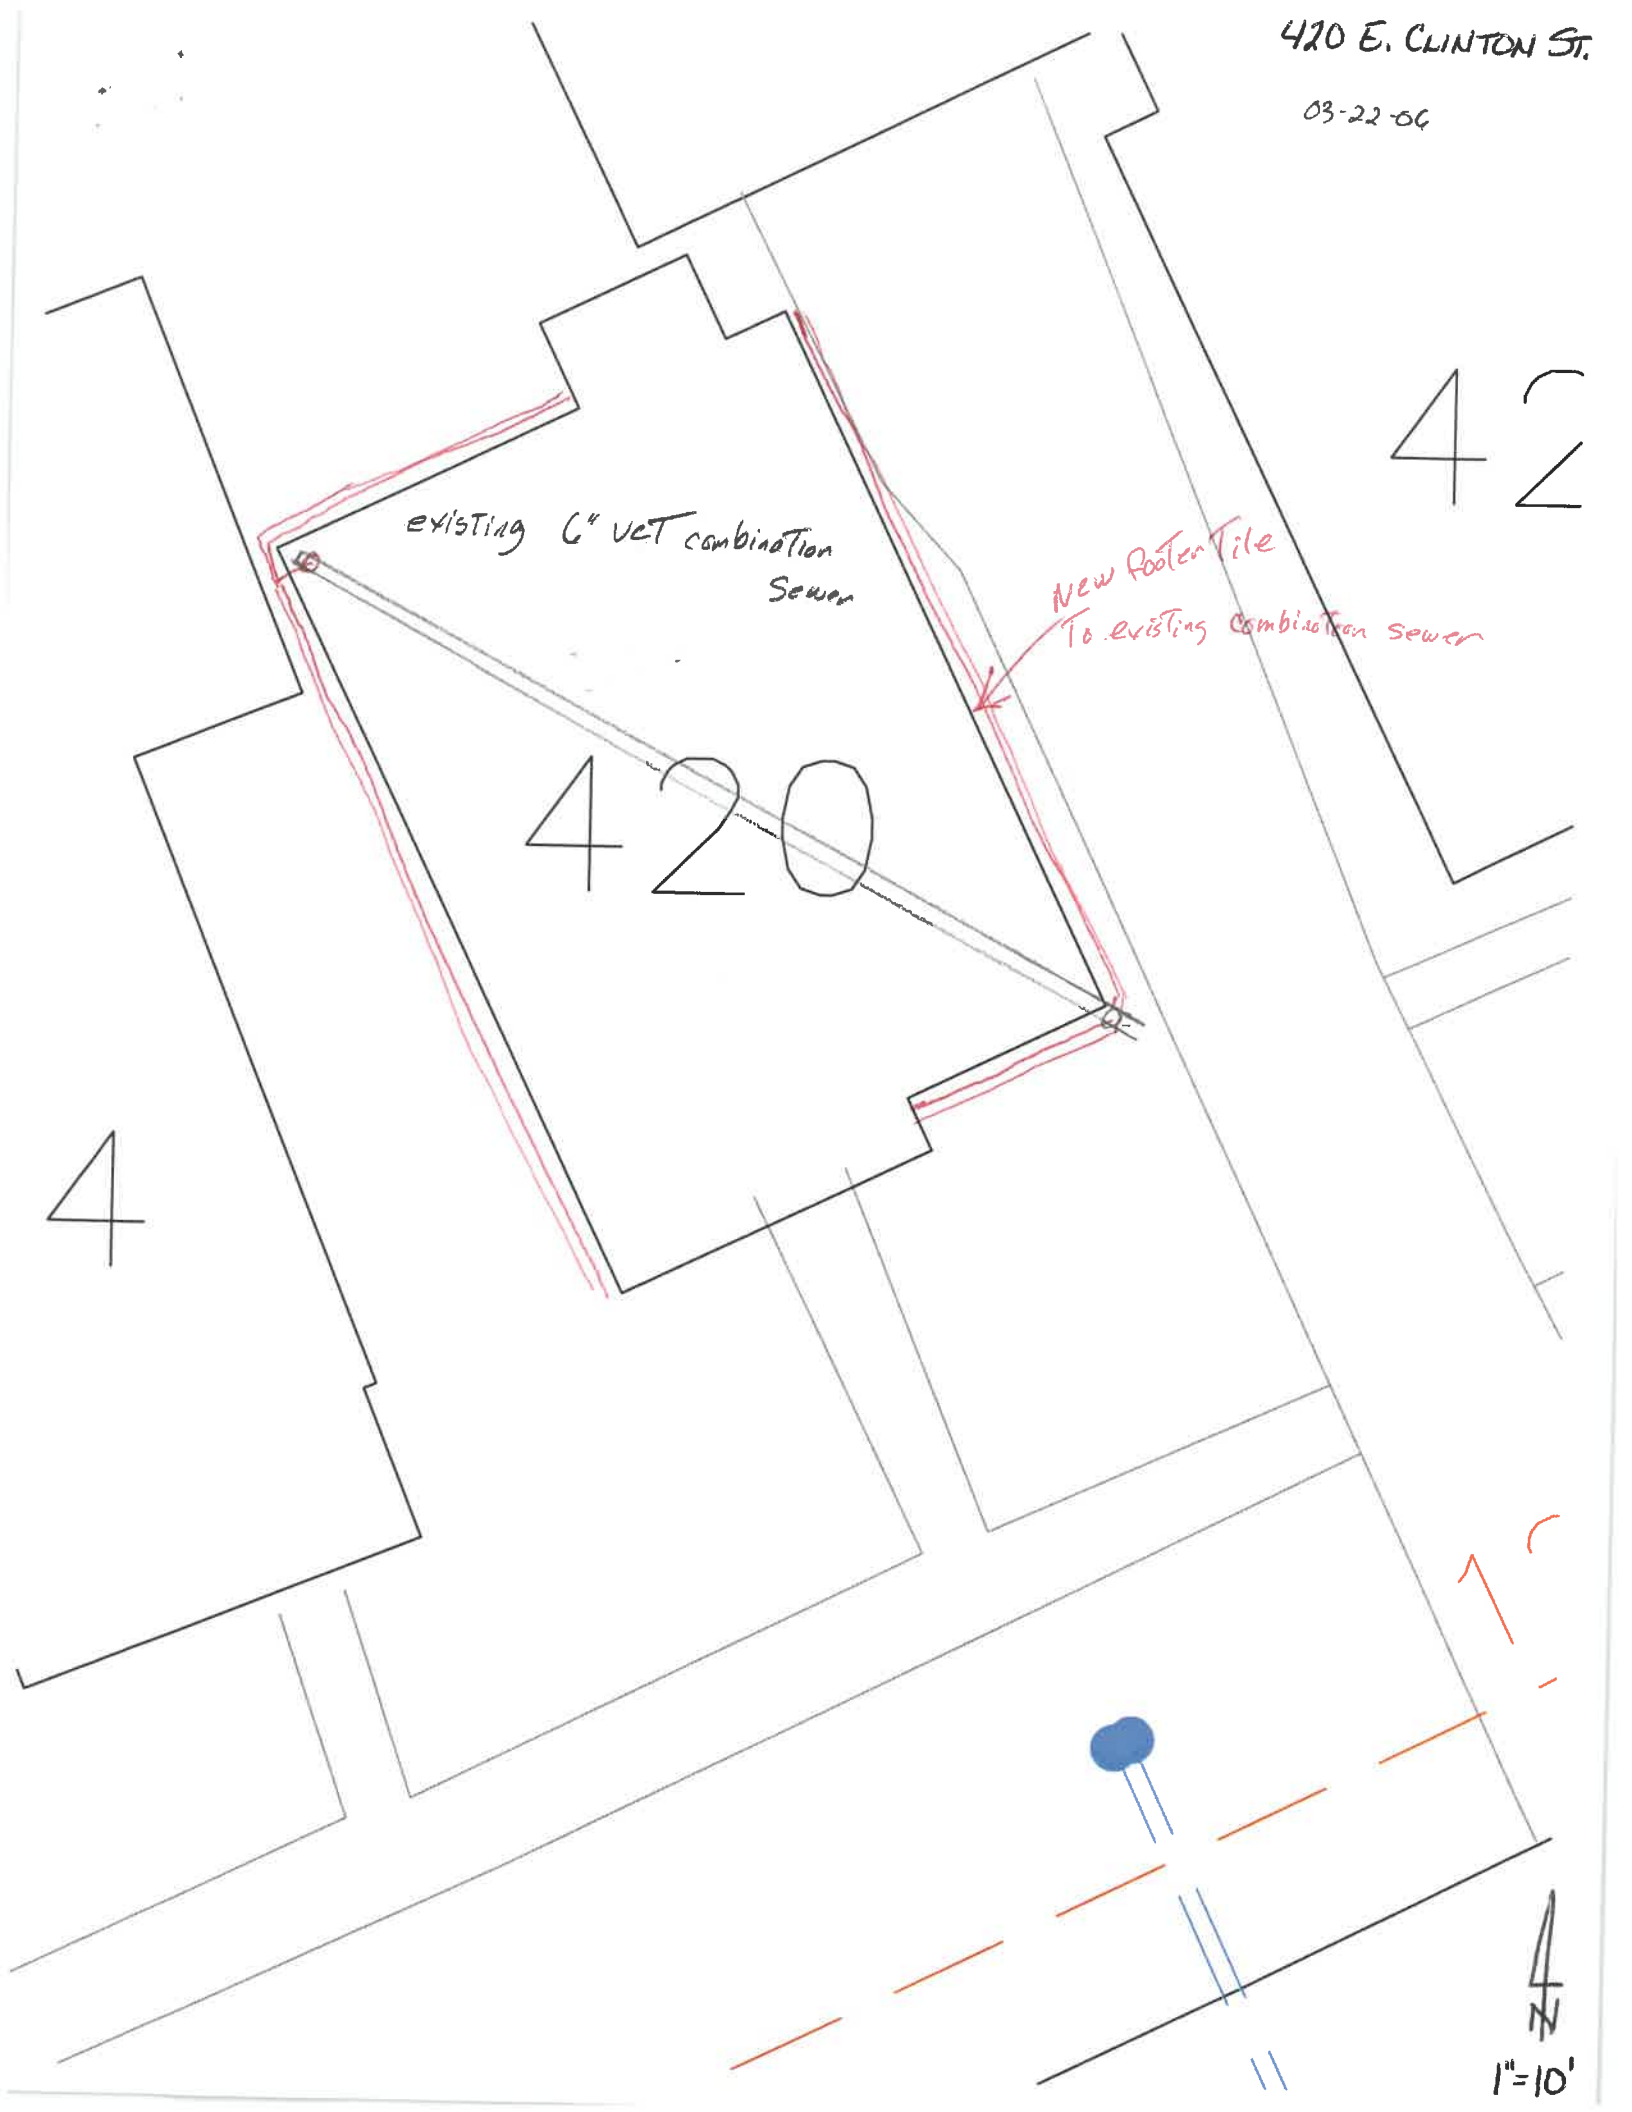 420 E. CLINTON ST.
03-22-06
42
existing 6" VCT combination
Sewer
New footer Tile
To existing combination sewer
420
4
1
N
1"=10'